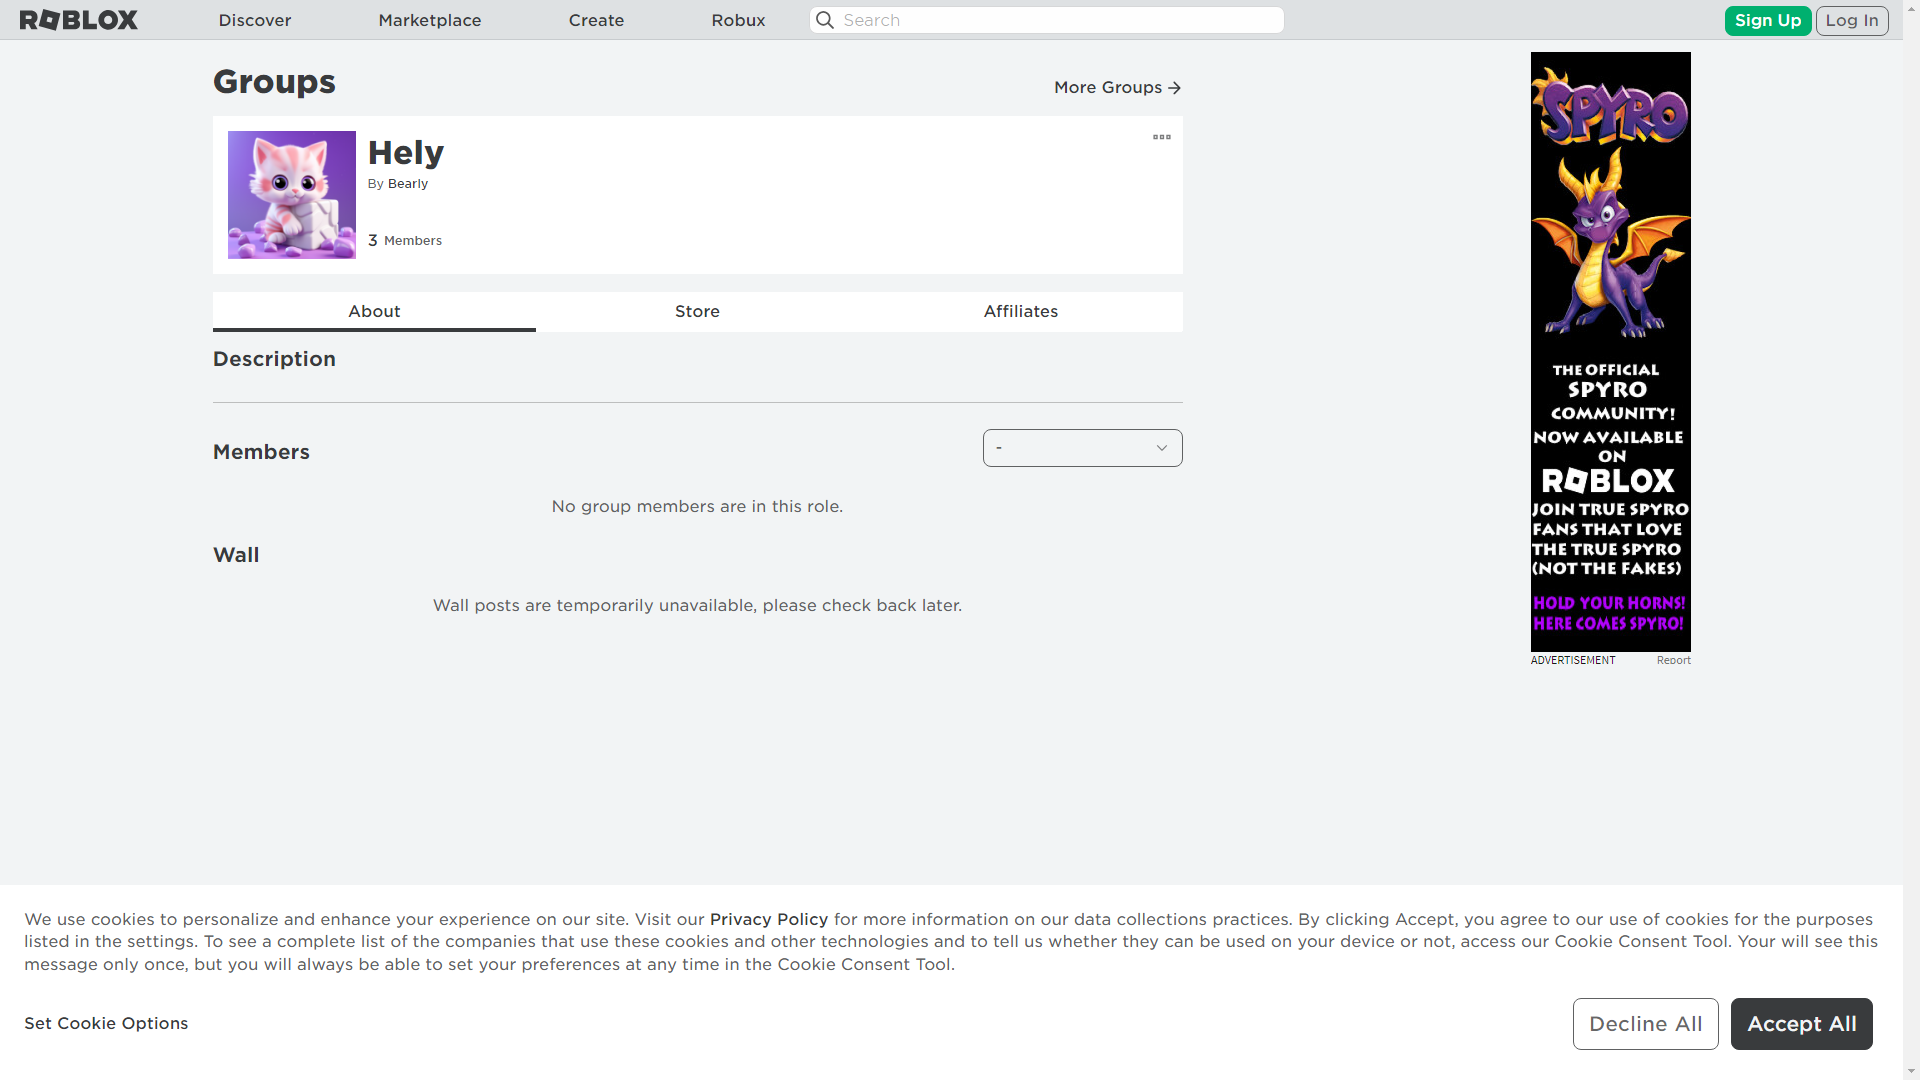 ROBLOX
Discover
Marketplace
Create
Robux
Search
Sign Up
Log In
Groups
More Groups
Hely
By Bearly
3 Members
About
Store
Affiliates
Description
Members
-
No group members are in this role.
Wall
Wall posts are temporarily unavailable, please check back later.
SPYRO
THE OFFICIAL
SPYRO
COMMUNITY!
NOW AVAILABLE
ON
ROBLOX
JOIN TRUE SPYRO
FANS THAT LOVE
THE TRUE SPYRO
(NOT THE FAKES)
HOLD YOUR HORNS!
HERE COMES SPYRO!
ADVERTISEMENT
Report
We use cookies to personalize and enhance your experience on our site. Visit our Privacy Policy for more information on our data collections practices. By clicking Accept, you agree to our use of cookies for the purposes
listed in the settings. To see a complete list of the companies that use these cookies and other technologies and to tell us whether they can be used on your device or not, access our Cookie Consent Tool. Your will see this
message only once, but you will always be able to set your preferences at any time in the Cookie Consent Tool.
Set Cookie Options
Decline All
Accept All